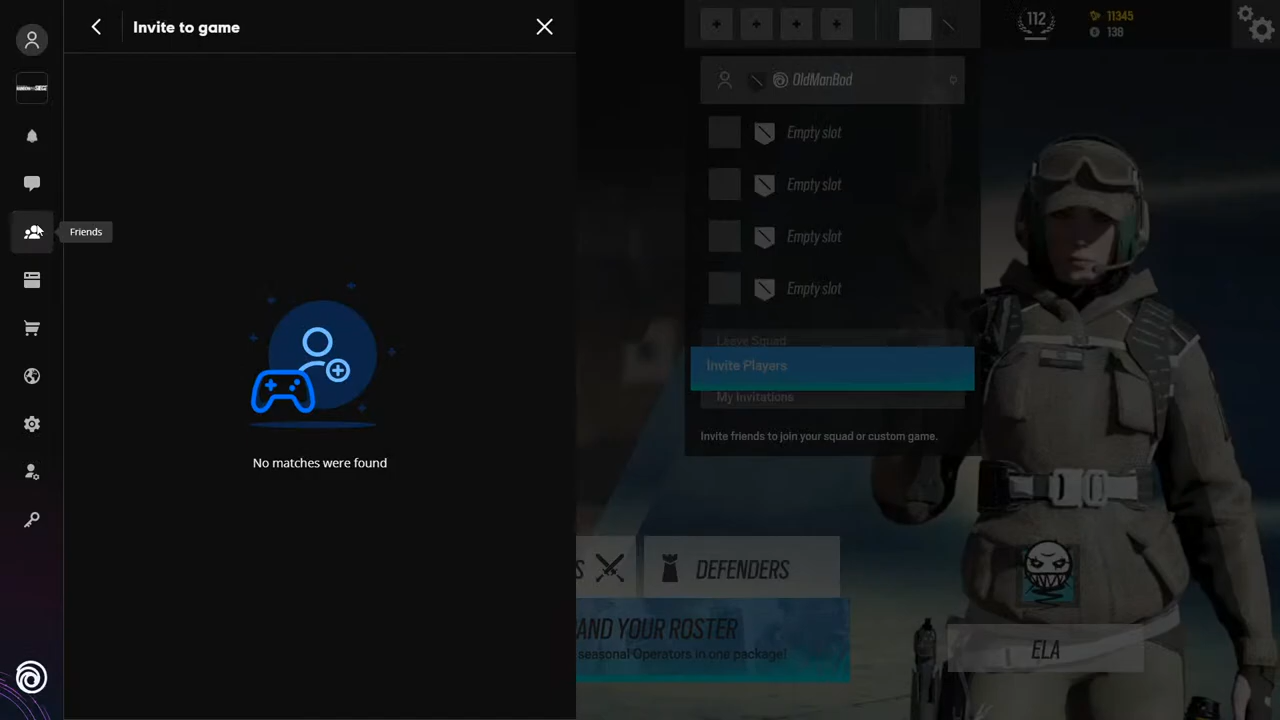 Invite to game
Friends
No matches were found
112
11345
138
OldManBad
Empty slot
Empty slot
Empty slot
Empty slot
Leave Squad
Invite Players
My Invitations
Invite friends to join your squad or custom game.
S
DEFENDERS
AND YOUR ROSTER
seasonal Operators in one package!
ELA